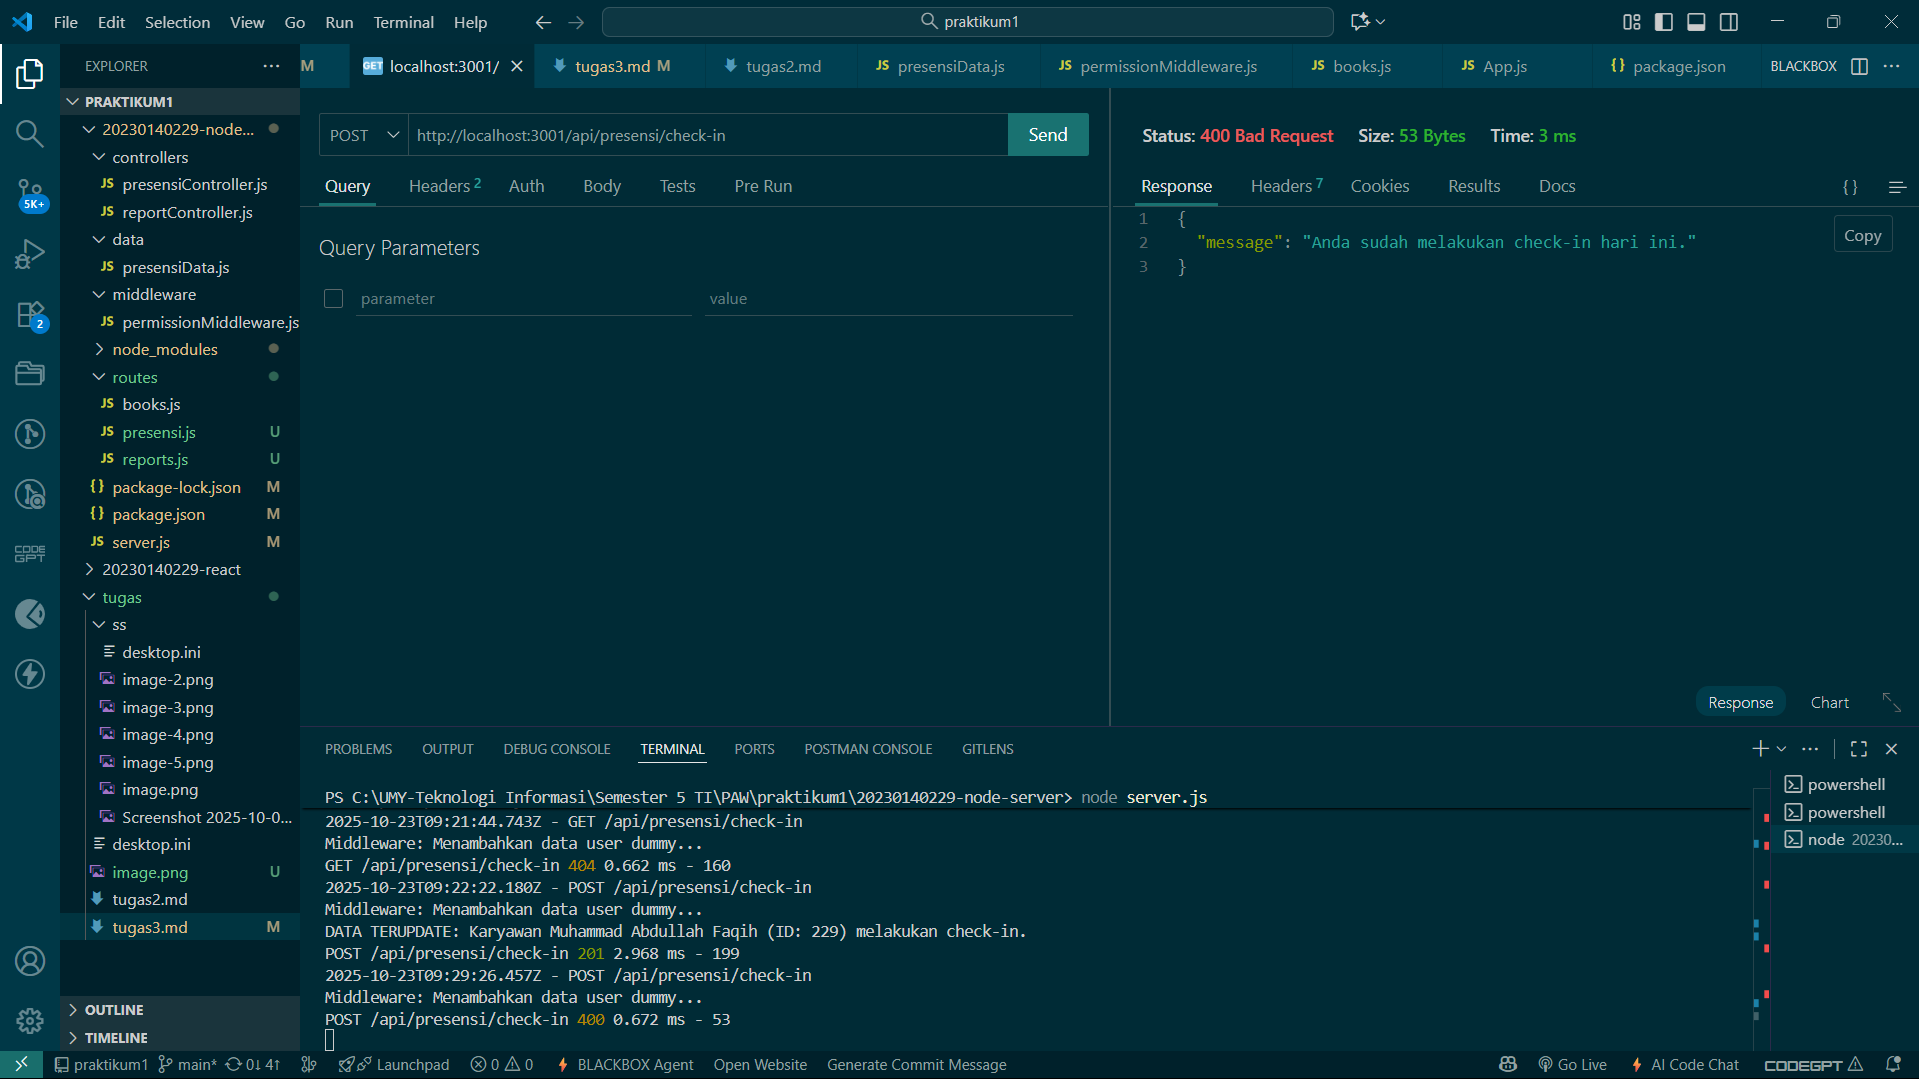 File Edit Selection View Go Run Terminal Help
praktikum1
EXPLORER
M
GET localhost:3001/
tugas3.md M
tugas2.md
JS presensiData.js
JS permissionMiddleware.js
JS books.js
JS App.js
{} package.json
BLACKBOX
PRAKTIKUM1
20230140229-node...
controllers
JS presensiController.js
JS reportController.js
data
JS presensiData.js
middleware
JS permissionMiddleware.js
node_modules
routes
JS books.js
JS presensi.js U
JS reports.js U
{} package-lock.json M
{} package.json M
JS server.js M
20230140229-react
tugas
ss
desktop.ini
image-2.png
image-3.png
image-4.png
image-5.png
image.png
Screenshot 2025-10-0...
desktop.ini
image.png U
tugas2.md
tugas3.md M
OUTLINE
TIMELINE
5K+
2
CODE
GPT
POST http://localhost:3001/api/presensi/check-in Send
Query Headers 2 Auth Body Tests Pre Run
Query Parameters
parameter value
Status: 400 Bad Request Size: 53 Bytes Time: 3 ms
Response Headers 7 Cookies Results Docs {}
1 {
2 "message": "Anda sudah melakukan check-in hari ini."
3 }
Copy
Response Chart
PROBLEMS OUTPUT DEBUG CONSOLE TERMINAL PORTS POSTMAN CONSOLE GITLENS
PS C:\UMY-Teknologi Informasi\Semester 5 TI\PAW\praktikum1\20230140229-node-server> node server.js
2025-10-23T09:21:44.743Z - GET /api/presensi/check-in
Middleware: Menambahkan data user dummy...
GET /api/presensi/check-in 404 0.662 ms - 160
2025-10-23T09:22:22.180Z - POST /api/presensi/check-in
Middleware: Menambahkan data user dummy...
DATA TERUPDATE: Karyawan Muhammad Abdullah Faqih (ID: 229) melakukan check-in.
POST /api/presensi/check-in 201 2.968 ms - 199
2025-10-23T09:29:26.457Z - POST /api/presensi/check-in
Middleware: Menambahkan data user dummy...
POST /api/presensi/check-in 400 0.672 ms - 53
powershell
powershell
node 20230...
praktikum1 main* 0↓ 4↑ Launchpad 0 0 BLACKBOX Agent Open Website Generate Commit Message Go Live AI Code Chat CODEGPT